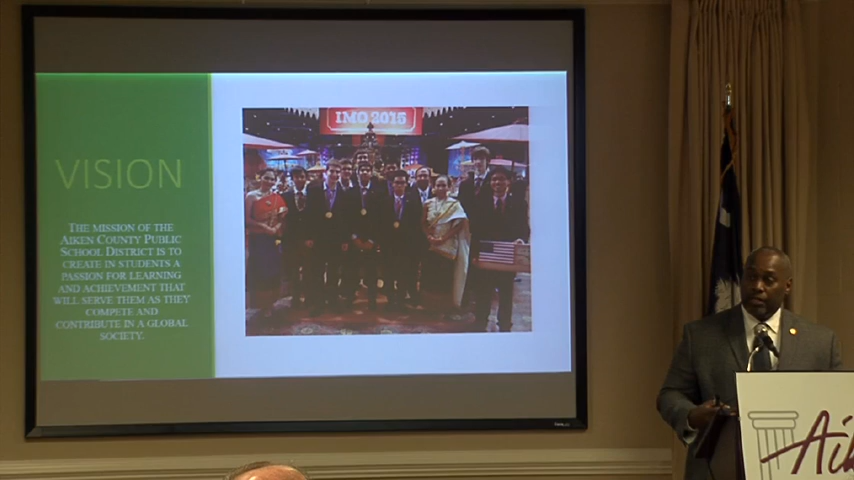 IMO 2015
VISION
THE MISSION OF THE
AIKEN COUNTY PUBLIC
SCHOOL DISTRICT IS TO
CREATE IN STUDENTS A
PASSION FOR LEARNING
AND ACHIEVEMENT THAT
WILL SERVE THEM AS THEY
COMPETE AND
CONTRIBUTE IN A GLOBAL
SOCIETY.
Aik